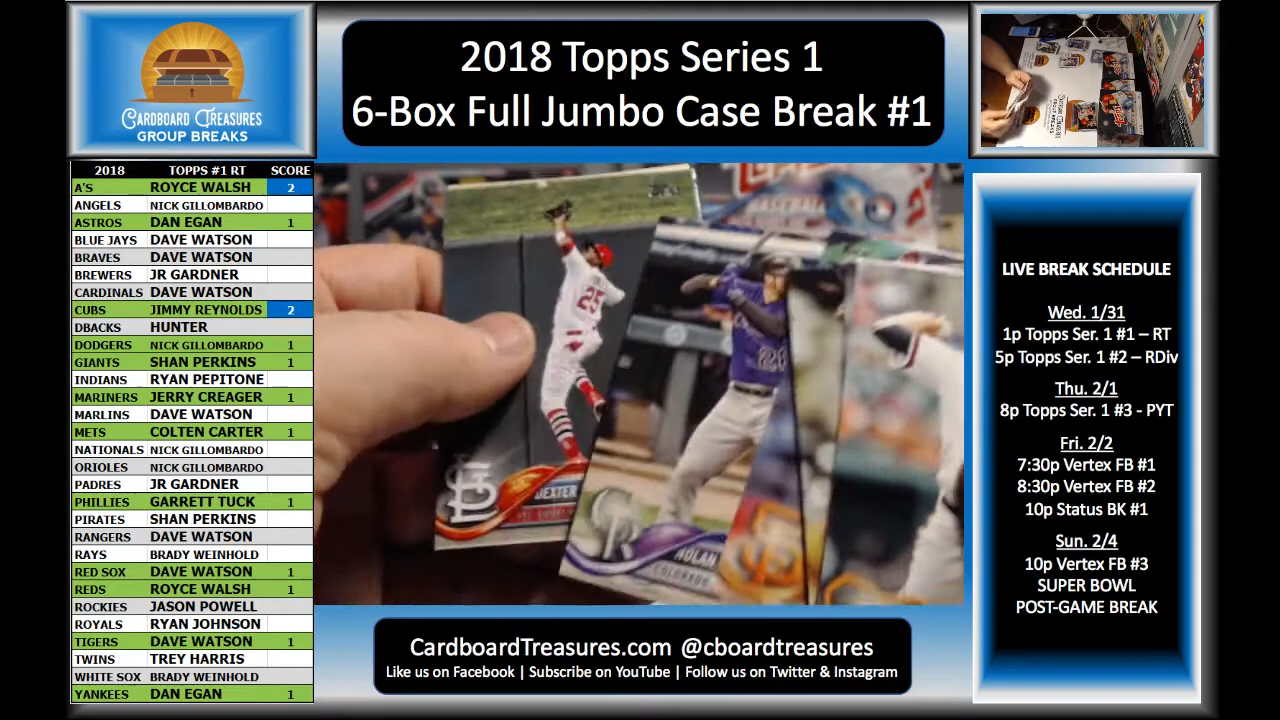 CARDBOARD TREASURES
GROUP BREAKS
2018 Topps Series 1
6-Box Full Jumbo Case Break #1
2018 TOPPS #1 RT SCORE
A'S ROYCE WALSH 2
ANGELS NICK GILLOMBARDO
ASTROS DAN EGAN 1
BLUE JAYS DAVE WATSON
BRAVES DAVE WATSON
BREWERS JR GARDNER
CARDINALS DAVE WATSON
CUBS JIMMY REYNOLDS 2
DBACKS HUNTER
DODGERS NICK GILLOMBARDO 1
GIANTS SHAN PERKINS 1
INDIANS RYAN PEPITONE
MARINERS JERRY CREAGER 1
MARLINS DAVE WATSON
METS COLTEN CARTER 1
NATIONALS NICK GILLOMBARDO
ORIOLES NICK GILLOMBARDO
PADRES JR GARDNER
PHILLIES GARRETT TUCK 1
PIRATES SHAN PERKINS
RANGERS DAVE WATSON
RAYS BRADY WEINHOLD
RED SOX DAVE WATSON 1
REDS ROYCE WALSH 1
ROCKIES JASON POWELL
ROYALS RYAN JOHNSON
TIGERS DAVE WATSON 1
TWINS TREY HARRIS
WHITE SOX BRADY WEINHOLD
YANKEES DAN EGAN 1
25
DEXTER
NOLAN
COLORADO
LIVE BREAK SCHEDULE
Wed. 1/31
1p Topps Ser. 1 #1 – RT
5p Topps Ser. 1 #2 – RDiv
Thu. 2/1
8p Topps Ser. 1 #3 - PYT
Fri. 2/2
7:30p Vertex FB #1
8:30p Vertex FB #2
10p Status BK #1
Sun. 2/4
10p Vertex FB #3
SUPER BOWL
POST-GAME BREAK
CardboardTreasures.com @cboardtreasures
Like us on Facebook | Subscribe on YouTube | Follow us on Twitter & Instagram